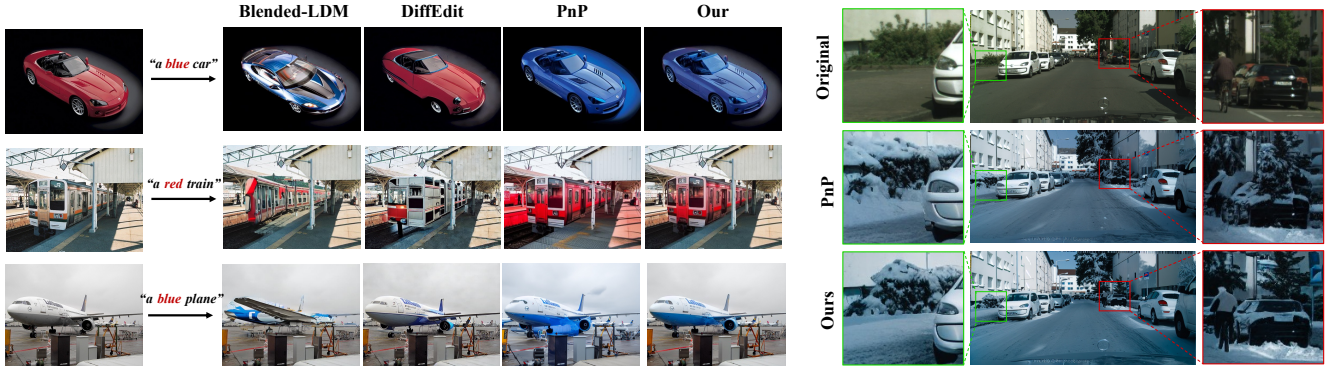 Blended-LDM DiffEdit PnP Our
“a blue car”
“a red train”
“a blue plane”
Original
PnP
Ours